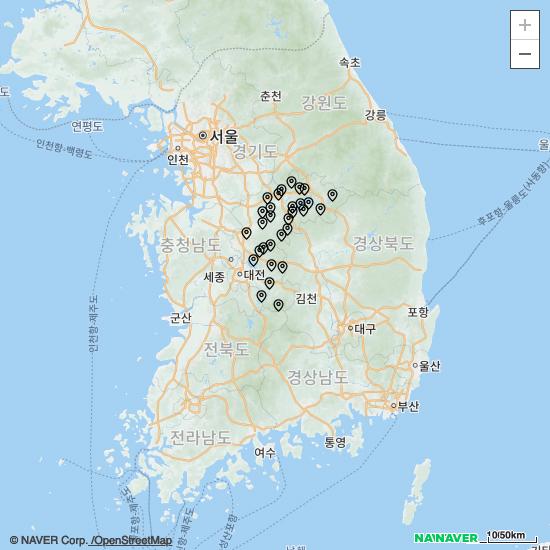 +
−
속초
춘천
강원도
강릉
도
연평도
인천항-백령도
서울
인천
경기도
울
후포항-울릉도(사동항)
충청남도
경상북도
세종
대전
김천
인천항-제주도
군산
포항
전북도
대구
경상남도
울산
부산
전라남도
여수
통영
© NAVER Corp. /OpenStreetMap
NAVER
10/50km